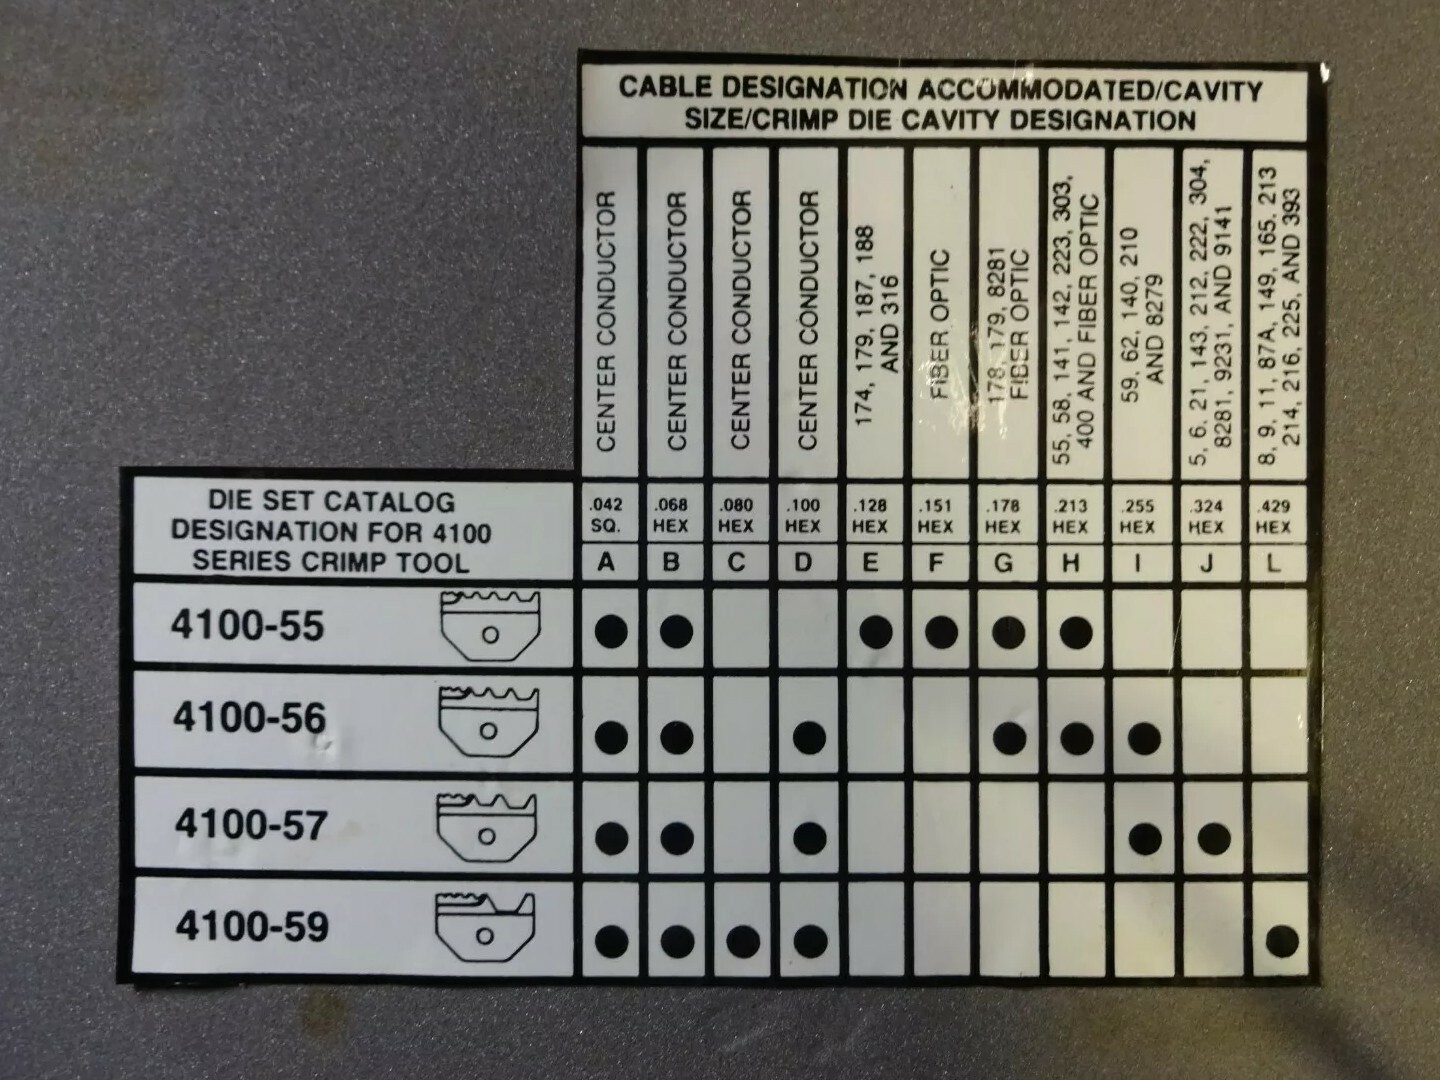 CABLE DESIGNATION ACCOMMODATED/CAVITY
SIZE/CRIMP DIE CAVITY DESIGNATION
CENTER CONDUCTOR
CENTER CONDUCTOR
CENTER CONDUCTOR
CENTER CONDUCTOR
174, 179, 187, 188
AND 316
FIBER OPTIC
178, 179, 8281
FIBER OPTIC
55, 58, 141, 142, 223, 303,
400 AND FIBER OPTIC
59, 62, 140, 210
AND 8279
5, 6, 21, 143, 212, 222, 304,
8281, 9231, AND 9141
8, 9, 11, 87A, 149, 165, 213
214, 216, 225, AND 393
DIE SET CATALOG
DESIGNATION FOR 4100
SERIES CRIMP TOOL
.042 .068 .080 .100 .128 .151 .178 .213 .255 .324 .429
SQ. HEX HEX HEX HEX HEX HEX HEX HEX HEX HEX
A B C D E F G H I J L
4100-55
4100-56
4100-57
4100-59